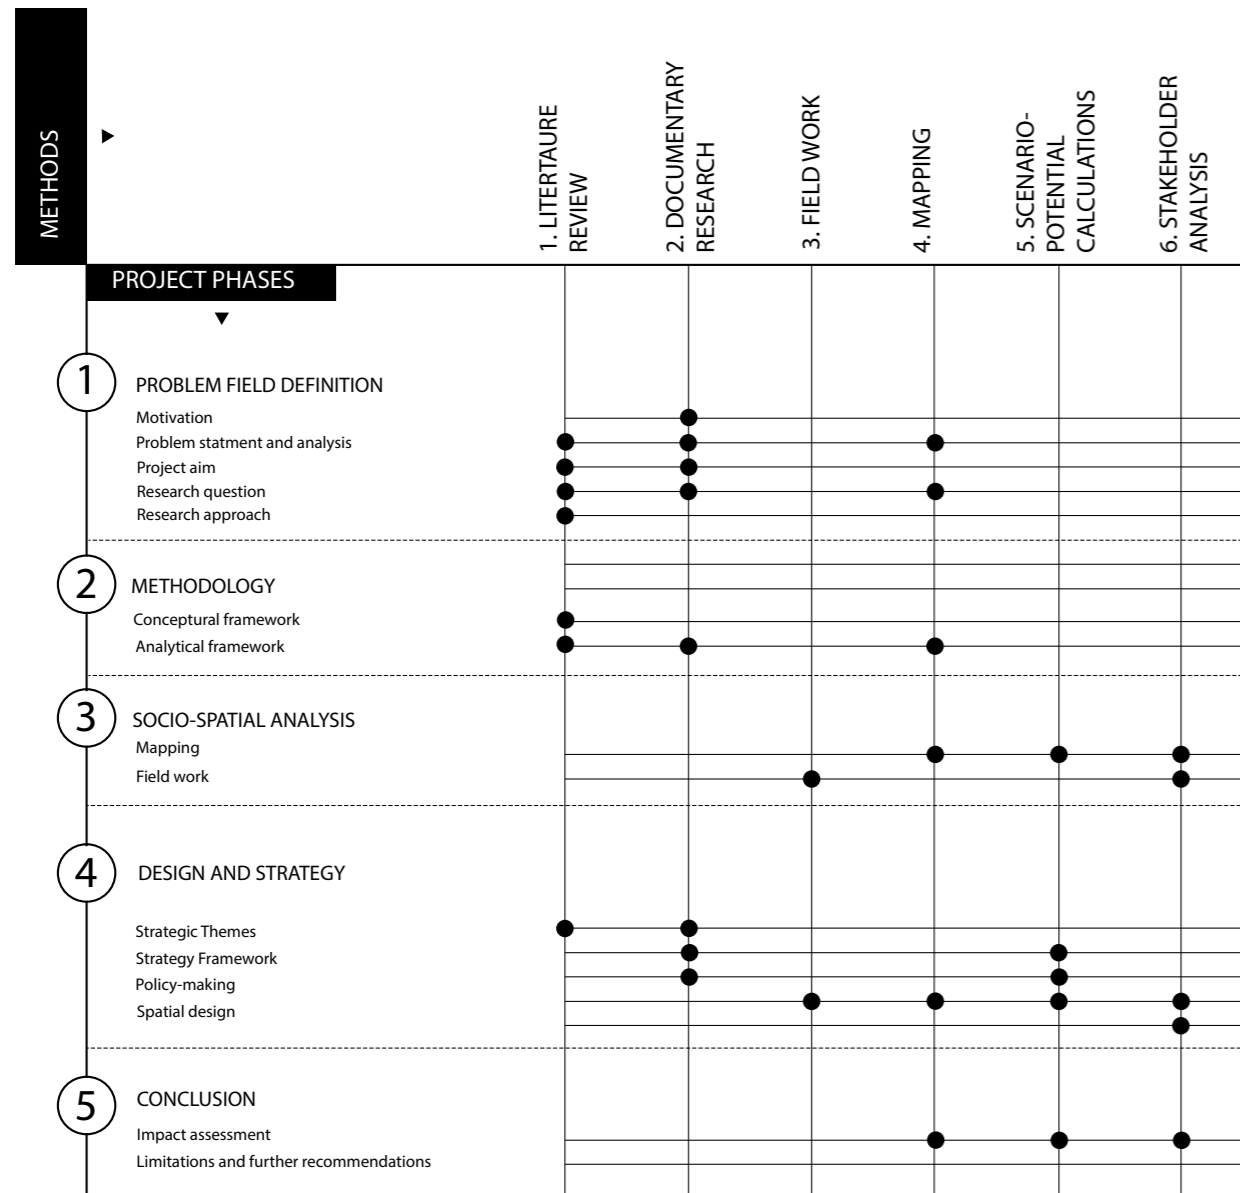 METHODS
1. LITERTAURE
REVIEW
2. DOCUMENTARY
RESEARCH
3. FIELD WORK
4. MAPPING
5. SCENARIO-
POTENTIAL
CALCULATIONS
6. STAKEHOLDER
ANALYSIS
PROJECT PHASES
1
PROBLEM FIELD DEFINITION
Motivation
Problem statment and analysis
Project aim
Research question
Research approach
2
METHODOLOGY
Conceptural framework
Analytical framework
3
SOCIO-SPATIAL ANALYSIS
Mapping
Field work
4
DESIGN AND STRATEGY
Strategic Themes
Strategy Framework
Policy-making
Spatial design
5
CONCLUSION
Impact assessment
Limitations and further recommendations